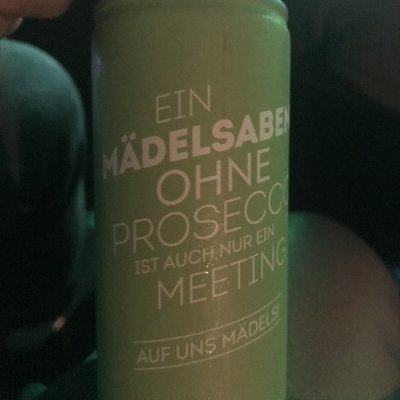 EIN
MÄDELSABEN
OHNE
PROSECCO
IST AUCH NUR EIN
MEETING
AUF UNS MÄDELS!